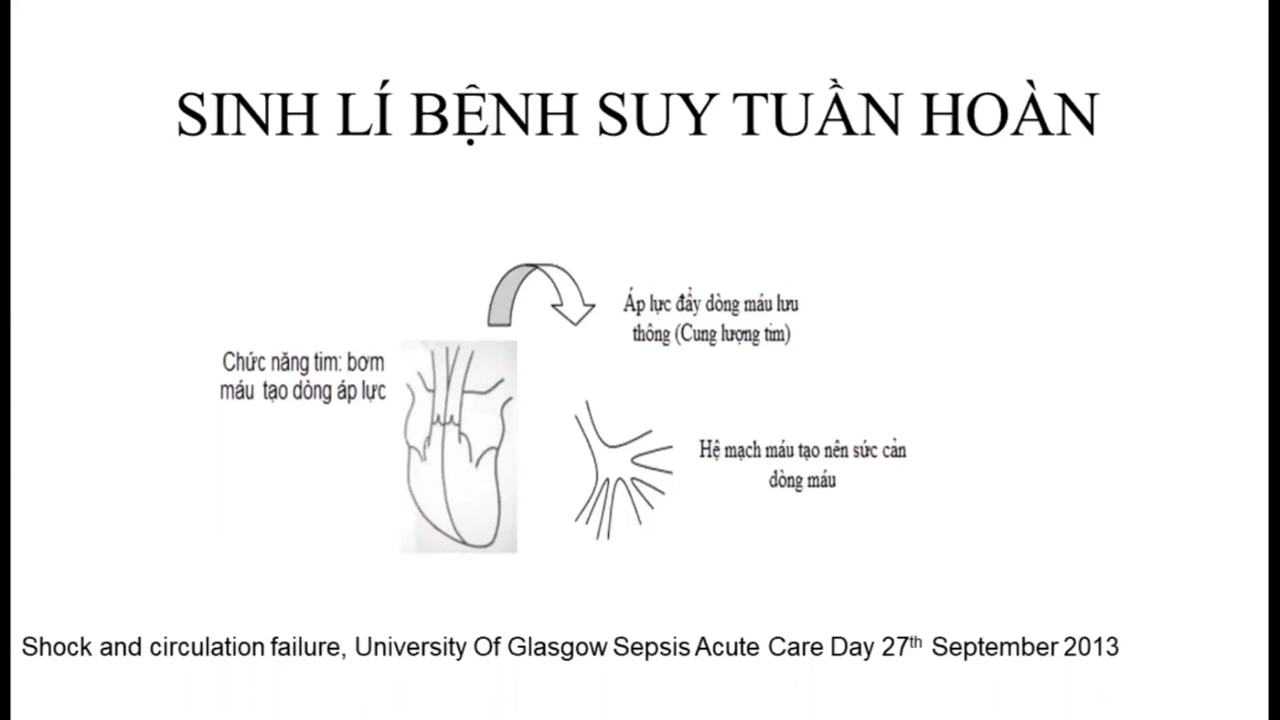 SINH LÍ BỆNH SUY TUẦN HOÀN
Áp lực đẩy dòng máu lưu
thông (Cung lượng tim)
Chức năng tim: bơm
máu tạo dòng áp lực
Hệ mạch máu tạo nên sức cản
dòng máu
Shock and circulation failure, University Of Glasgow Sepsis Acute Care Day 27th September 2013